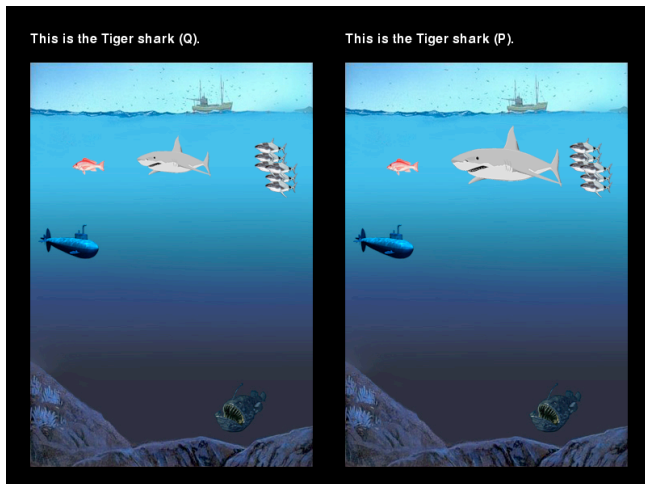 This is the Tiger shark (Q).
This is the Tiger shark (P).